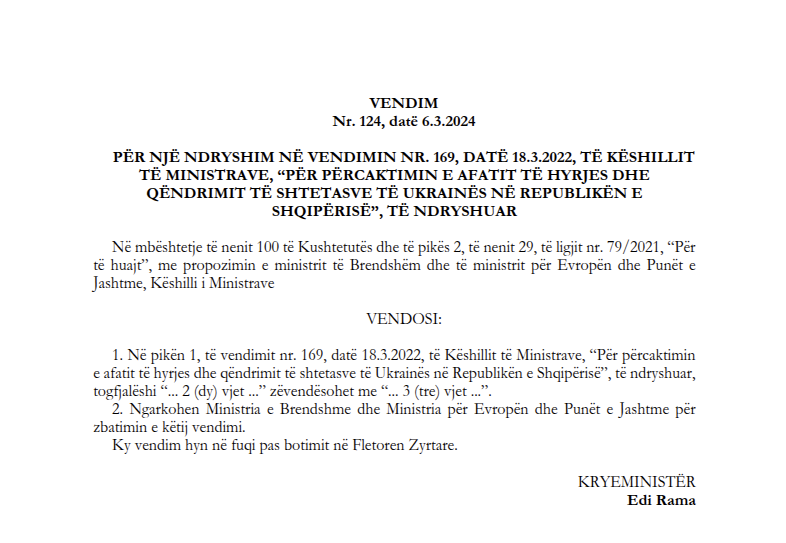 VENDIM
Nr. 124, datë 6.3.2024
PËR NJË NDRYSHIM NË VENDIMIN NR. 169, DATË 18.3.2022, TË KËSHILLIT
TË MINISTRAVE, “PËR PËRCAKTIMIN E AFATIT TË HYRJES DHE
QËNDRIMIT TË SHTETASVE TË UKRAINËS NË REPUBLIKËN E
SHQIPËRISË”, TË NDRYSHUAR
Në mbështetje të nenit 100 të Kushtetutës dhe të pikës 2, të nenit 29, të ligjit nr. 79/2021, “Për
të huajt”, me propozimin e ministrit të Brendshëm dhe të ministrit për Evropën dhe Punët e
Jashtme, Këshilli i Ministrave
VENDOSI:
1. Në pikën 1, të vendimit nr. 169, datë 18.3.2022, të Këshillit të Ministrave, “Për përcaktimin
e afatit të hyrjes dhe qëndrimit të shtetasve të Ukrainës në Republikën e Shqipërisë”, të ndryshuar,
togfjalëshi “... 2 (dy) vjet ...” zëvendësohet me “... 3 (tre) vjet ...”.
2. Ngarkohen Ministria e Brendshme dhe Ministria për Evropën dhe Punët e Jashtme për
zbatimin e këtij vendimi.
Ky vendim hyn në fuqi pas botimit në Fletoren Zyrtare.
KRYEMINISTËR
Edi Rama